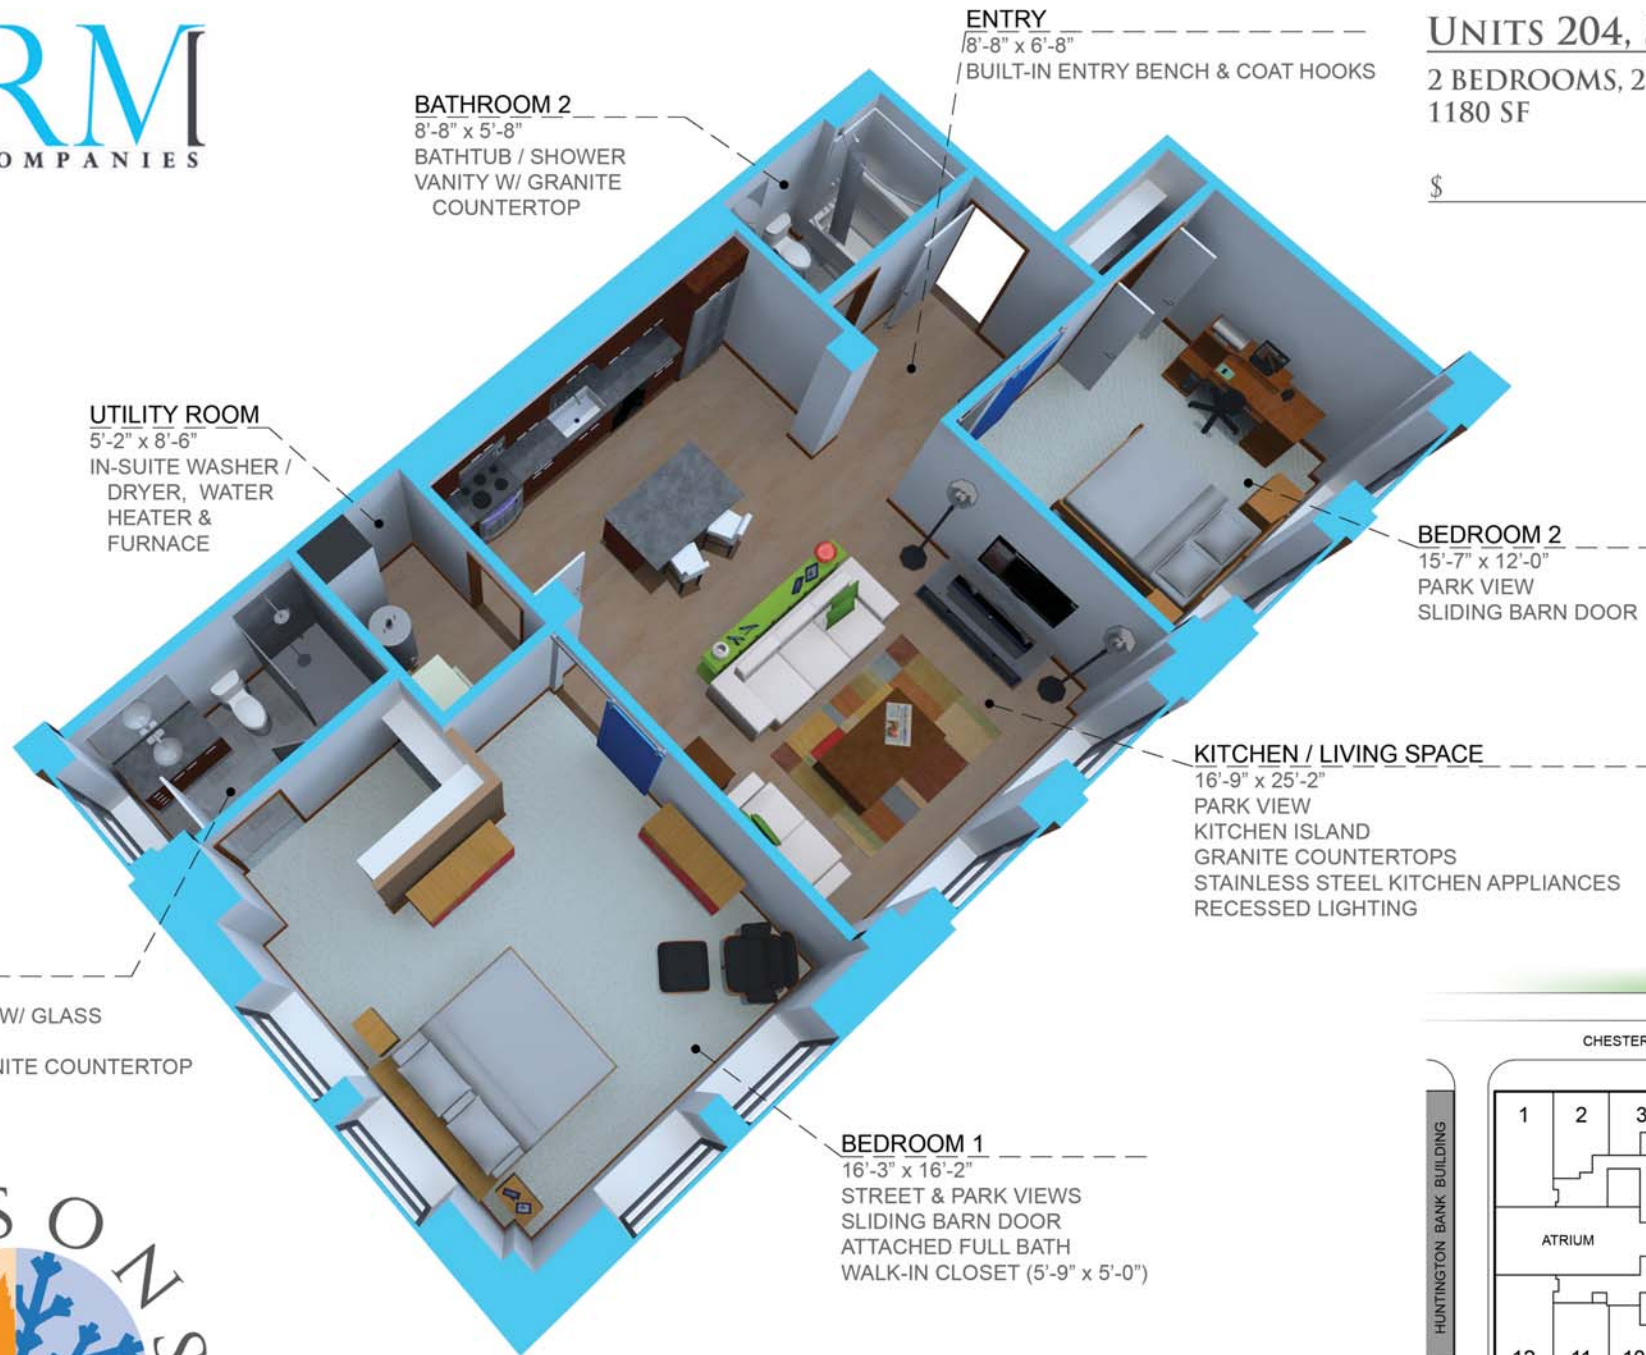 RM
COMPANIES
ENTRY
8'-8" x 6'-8"
BUILT-IN ENTRY BENCH & COAT HOOKS
UNITS 204,
2 BEDROOMS, 2
1180 SF
$
BATHROOM 2
8'-8" x 5'-8"
BATHTUB / SHOWER
VANITY W/ GRANITE
COUNTERTOP
UTILITY ROOM
5'-2" x 8'-6"
IN-SUITE WASHER /
DRYER, WATER
HEATER &
FURNACE
BEDROOM 2
15'-7" x 12'-0"
PARK VIEW
SLIDING BARN DOOR
KITCHEN / LIVING SPACE
16'-9" x 25'-2"
PARK VIEW
KITCHEN ISLAND
GRANITE COUNTERTOPS
STAINLESS STEEL KITCHEN APPLIANCES
RECESSED LIGHTING
W/ GLASS
NITE COUNTERTOP
BEDROOM 1
16'-3" x 16'-2"
STREET & PARK VIEWS
SLIDING BARN DOOR
ATTACHED FULL BATH
WALK-IN CLOSET (5'-9" x 5'-0")
SONS
CHESTER
1 2 3
HUNTINGTON BANK BUILDING
ATRIUM
12 11 10